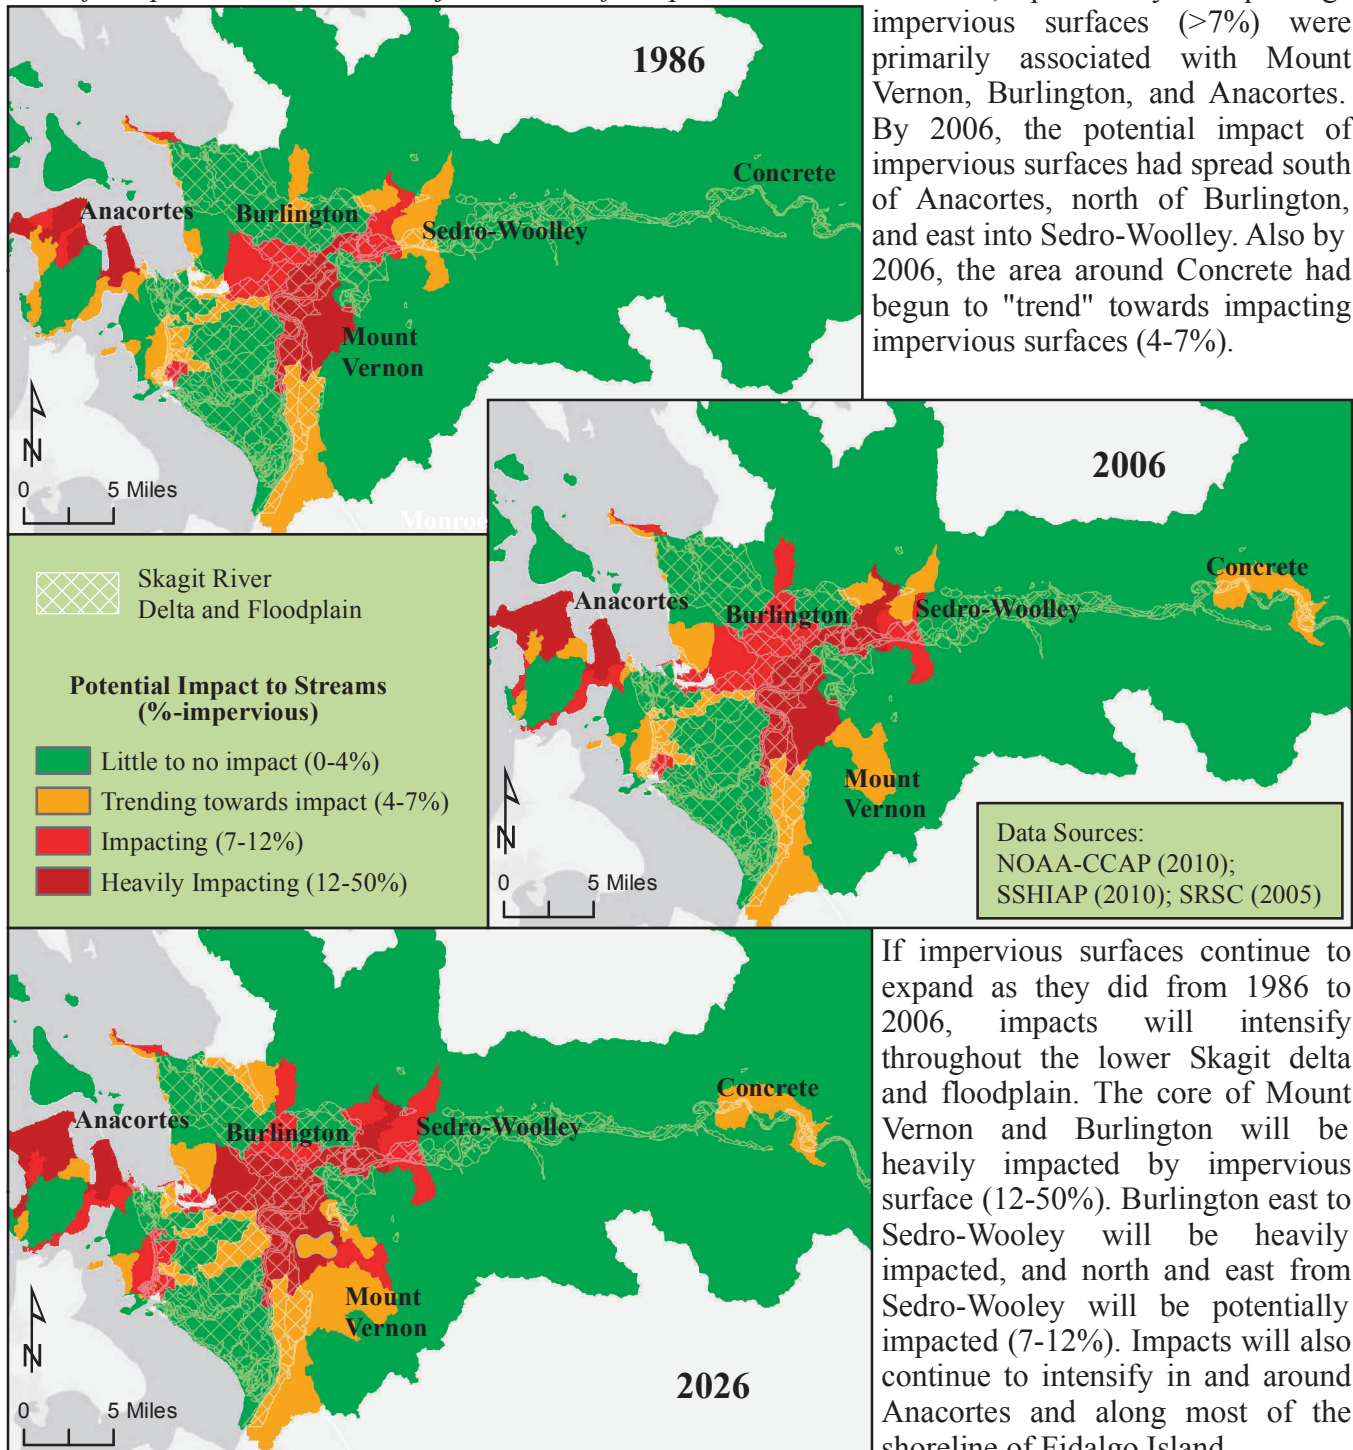 impervious surfaces (>7%) were
primarily associated with Mount
Vernon, Burlington, and Anacortes.
By 2006, the potential impact of
impervious surfaces had spread south
of Anacortes, north of Burlington,
and east into Sedro-Woolley. Also by
2006, the area around Concrete had
begun to "trend" towards impacting
impervious surfaces (4-7%).
1986
Concrete
Anacortes
Burlington
Sedro-Woolley
Mount
Vernon
N
0 5 Miles
Monroe
2006
Concrete
Anacortes
Burlington
Sedro-Woolley
Mount
Vernon
N
0 5 Miles
Data Sources:
NOAA-CCAP (2010);
SSHIAP (2010); SRSC (2005)
Skagit River
Delta and Floodplain
Potential Impact to Streams
(%-impervious)
Little to no impact (0-4%)
Trending towards impact (4-7%)
Impacting (7-12%)
Heavily Impacting (12-50%)
Concrete
Anacortes
Burlington
Sedro-Woolley
Mount
Vernon
N
0 5 Miles
2026
If impervious surfaces continue to
expand as they did from 1986 to
2006, impacts will intensify
throughout the lower Skagit delta
and floodplain. The core of Mount
Vernon and Burlington will be
heavily impacted by impervious
surface (12-50%). Burlington east to
Sedro-Wooley will be heavily
impacted, and north and east from
Sedro-Wooley will be potentially
impacted (7-12%). Impacts will also
continue to intensify in and around
Anacortes and along most of the
shoreline of Fidalgo Island